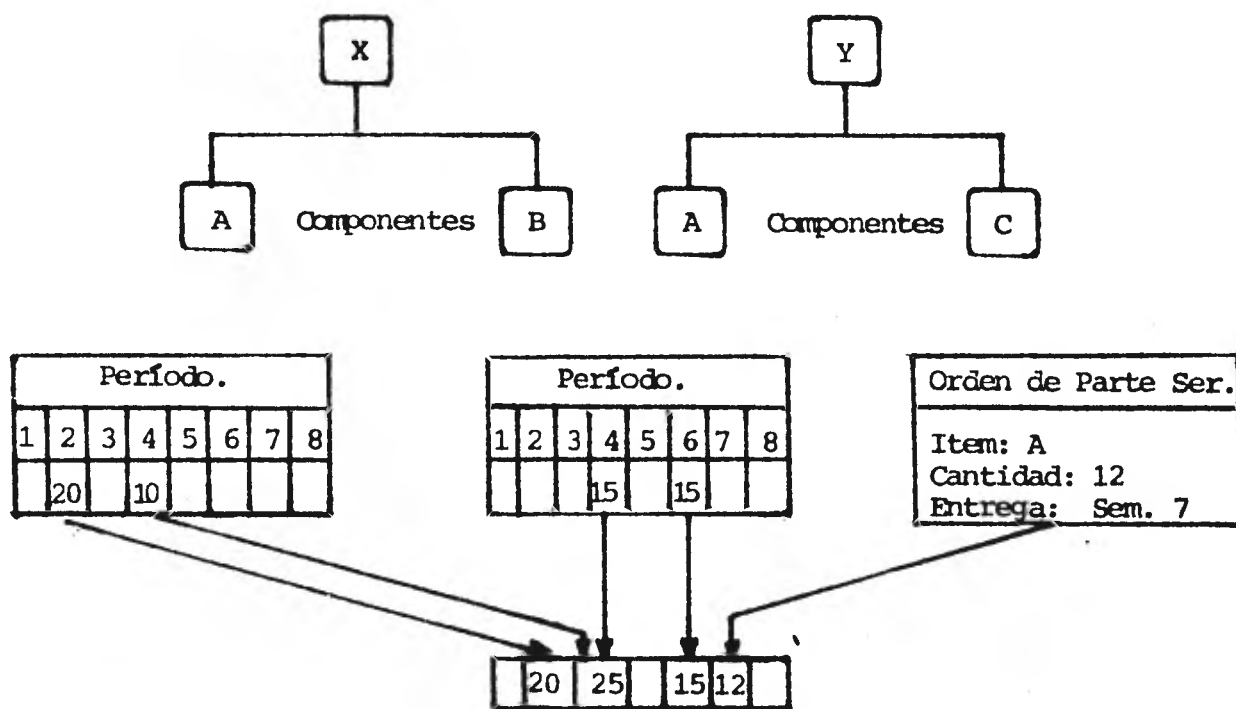 X Y
A Componentes B A Componentes C
Período. Período. Orden de Parte Ser.
1 2 3 4 5 6 7 8 1 2 3 4 5 6 7 8
Item: A
20 10 15 15
Cantidad: 12
Entrega: Sem. 7
20 25 15 12